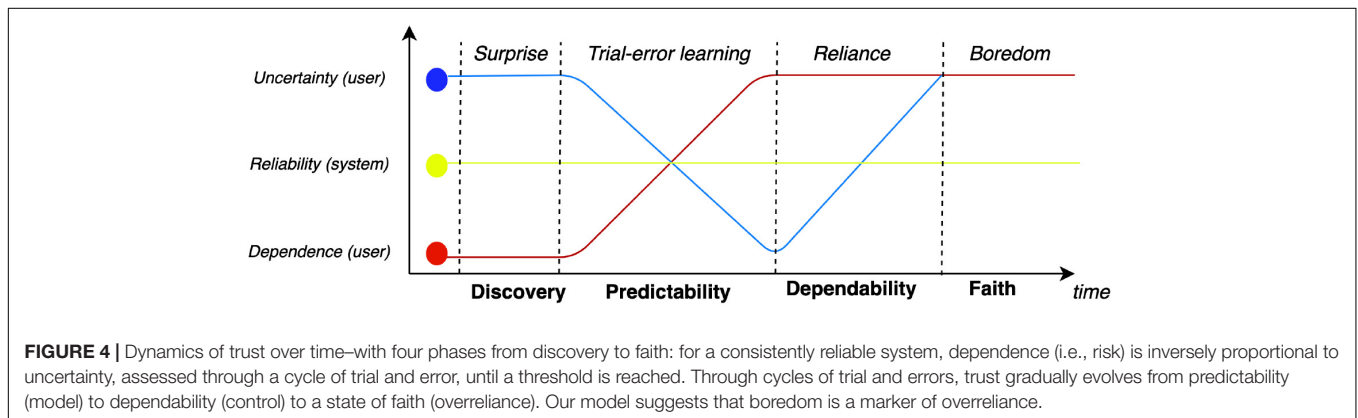 Surprise Trial-error learning Reliance Boredom
Uncertainty (user)
Reliability (system)
Dependence (user)
Discovery Predictability Dependability Faith time
FIGURE 4 | Dynamics of trust over time–with four phases from discovery to faith: for a consistently reliable system, dependence (i.e., risk) is inversely proportional to
uncertainty, assessed through a cycle of trial and error, until a threshold is reached. Through cycles of trial and errors, trust gradually evolves from predictability
(model) to dependability (control) to a state of faith (overreliance). Our model suggests that boredom is a marker of overreliance.